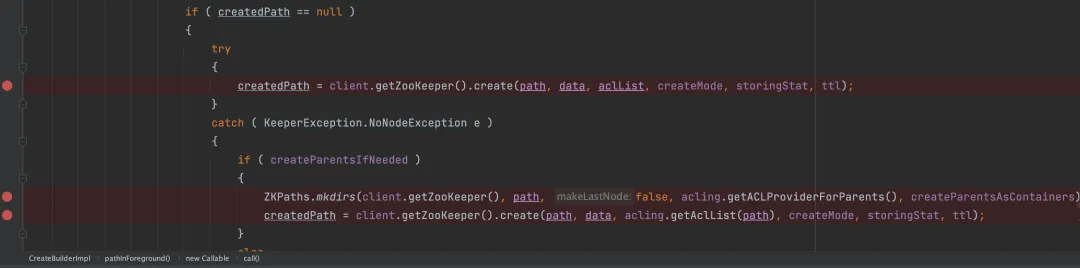 if ( createdPath == null )
{
try
{
createdPath = client.getZooKeeper().create(path, data, aclList, createMode, storingStat, ttl);
}
catch ( KeeperException.NoNodeException e )
{
if ( createParentsIfNeeded )
{
ZKPaths.mkdirs(client.getZooKeeper(), path, makeLastNode: false, acling.getACLProviderForParents(), createParentsAsContainers)
createdPath = client.getZooKeeper().create(path, data, acling.getAclList(path), createMode, storingStat, ttl);
}
else
CreateBuilderImpl › pathInForeground() › new Callable › call()